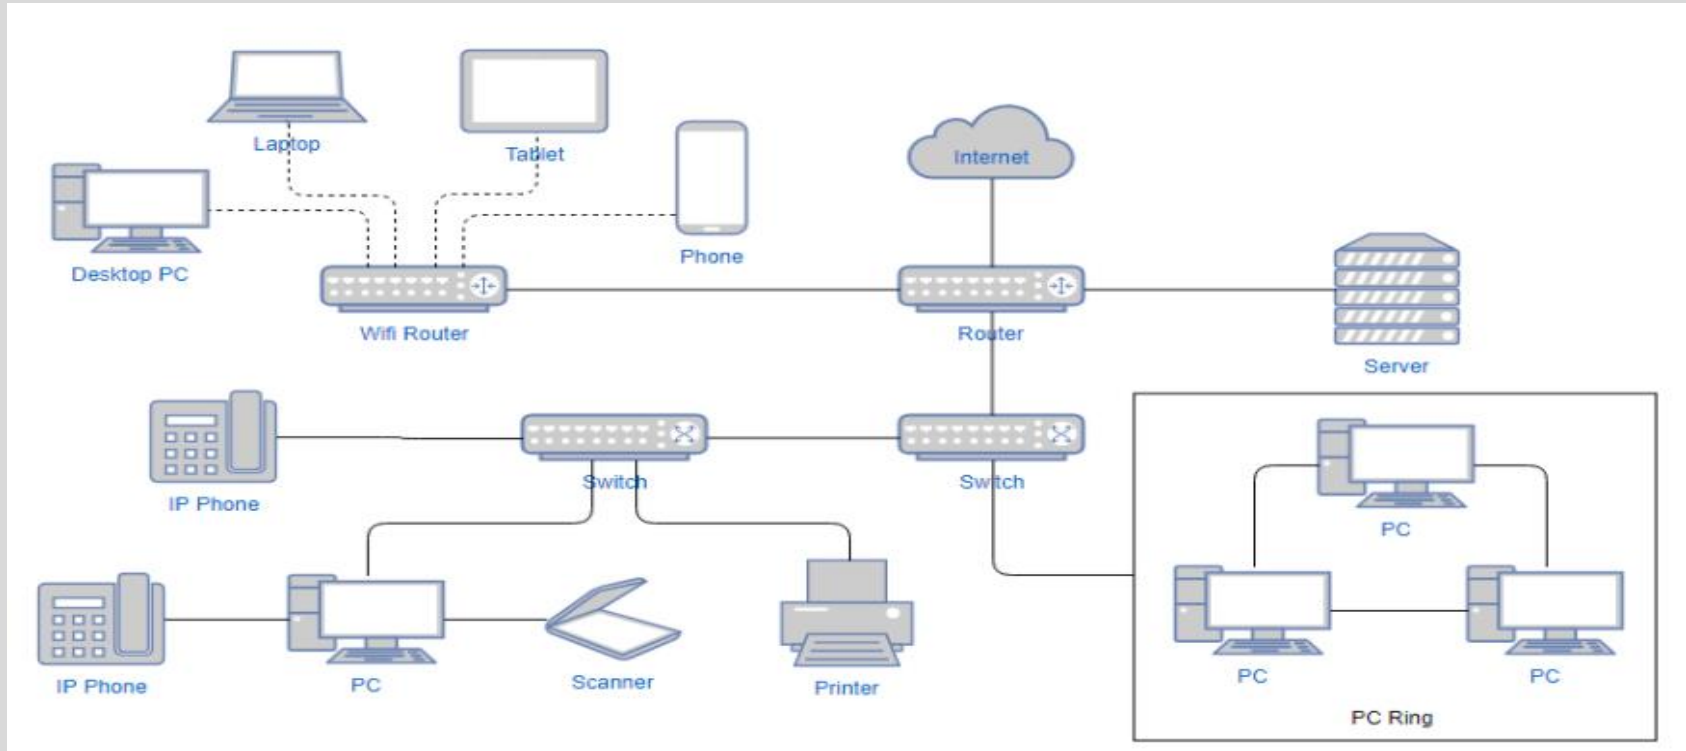 Laptop
Tablet
Internet
Phone
Desktop PC
Wifi Router
Router
Server
IP Phone
Switch
Switch
PC
IP Phone
PC
Scanner
Printer
PC
PC
PC Ring